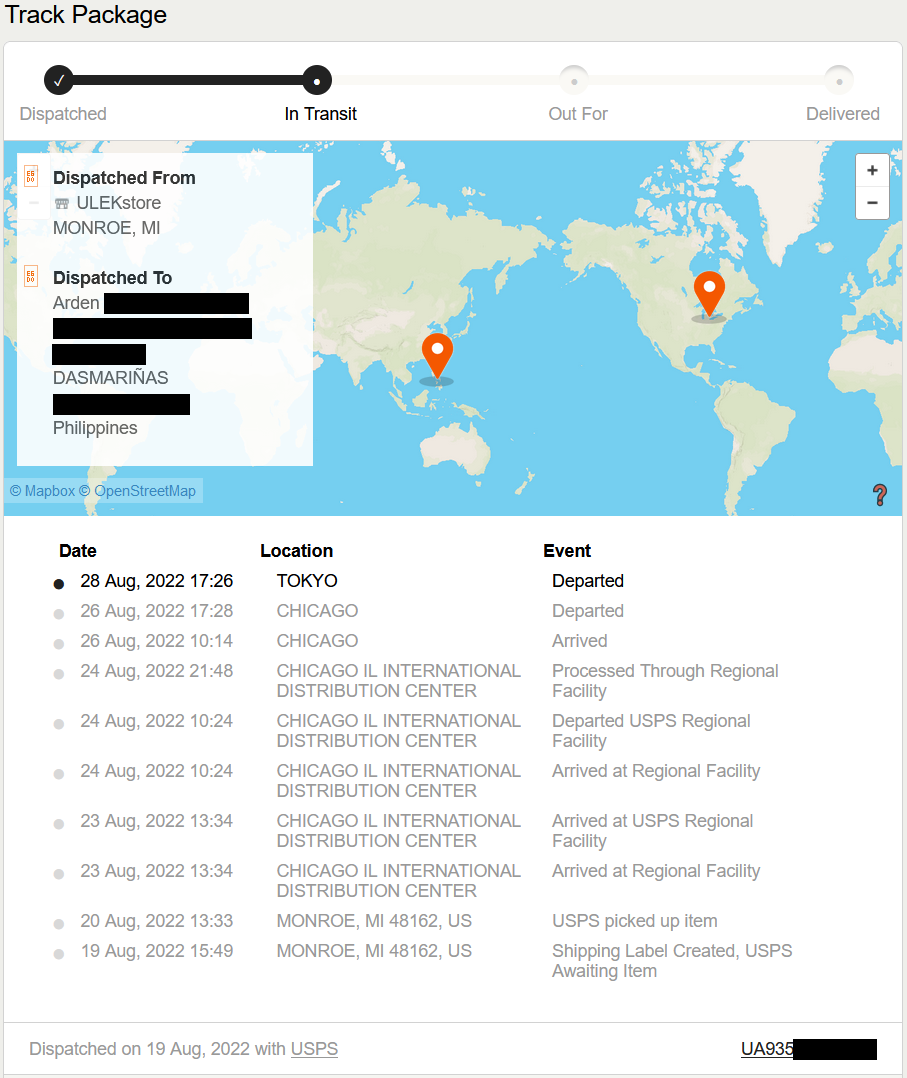 Track Package
Dispatched
In Transit
Out For
Delivered
Dispatched From
ULEKstore
MONROE, MI
Dispatched To
Arden
DASMARIÑAS
Philippines
+
−
© Mapbox © OpenStreetMap
?
Date Location Event
28 Aug, 2022 17:26 TOKYO Departed
26 Aug, 2022 17:28 CHICAGO Departed
26 Aug, 2022 10:14 CHICAGO Arrived
24 Aug, 2022 21:48 CHICAGO IL INTERNATIONAL Processed Through Regional
DISTRIBUTION CENTER Facility
24 Aug, 2022 10:24 CHICAGO IL INTERNATIONAL Departed USPS Regional
DISTRIBUTION CENTER Facility
24 Aug, 2022 10:24 CHICAGO IL INTERNATIONAL Arrived at Regional Facility
DISTRIBUTION CENTER
23 Aug, 2022 13:34 CHICAGO IL INTERNATIONAL Arrived at USPS Regional
DISTRIBUTION CENTER Facility
23 Aug, 2022 13:34 CHICAGO IL INTERNATIONAL Arrived at Regional Facility
DISTRIBUTION CENTER
20 Aug, 2022 13:33 MONROE, MI 48162, US USPS picked up item
19 Aug, 2022 15:49 MONROE, MI 48162, US Shipping Label Created, USPS
Awaiting Item
Dispatched on 19 Aug, 2022 with USPS UA935